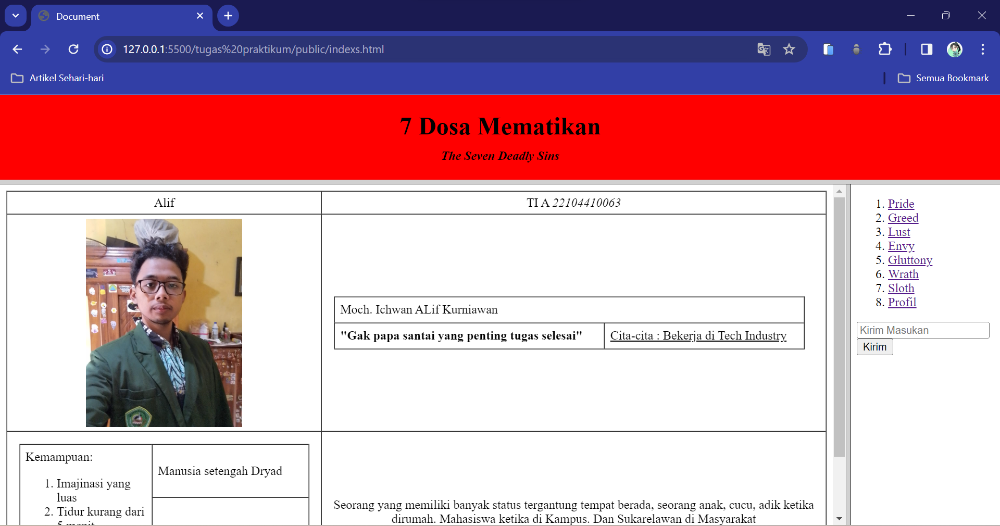 Document
127.0.0.1:5500/tugas%20praktikum/public/indexs.html
Artikel Sehari-hari
Semua Bookmark
7 Dosa Mematikan
The Seven Deadly Sins
Alif
TI A 22104410063
Moch. Ichwan ALif Kurniawan
"Gak papa santai yang penting tugas selesai"
Cita-cita : Bekerja di Tech Industry
Kemampuan:
1. Imajinasi yang
luas
2. Tidur kurang dari
5 menit
Manusia setengah Dryad
Seorang yang memiliki banyak status tergantung tempat berada, seorang anak, cucu, adik ketika
dirumah. Mahasiswa ketika di Kampus. Dan Sukarelawan di Masyarakat
1. Pride
2. Greed
3. Lust
4. Envy
5. Gluttony
6. Wrath
7. Sloth
8. Profil
Kirim Masukan
Kirim